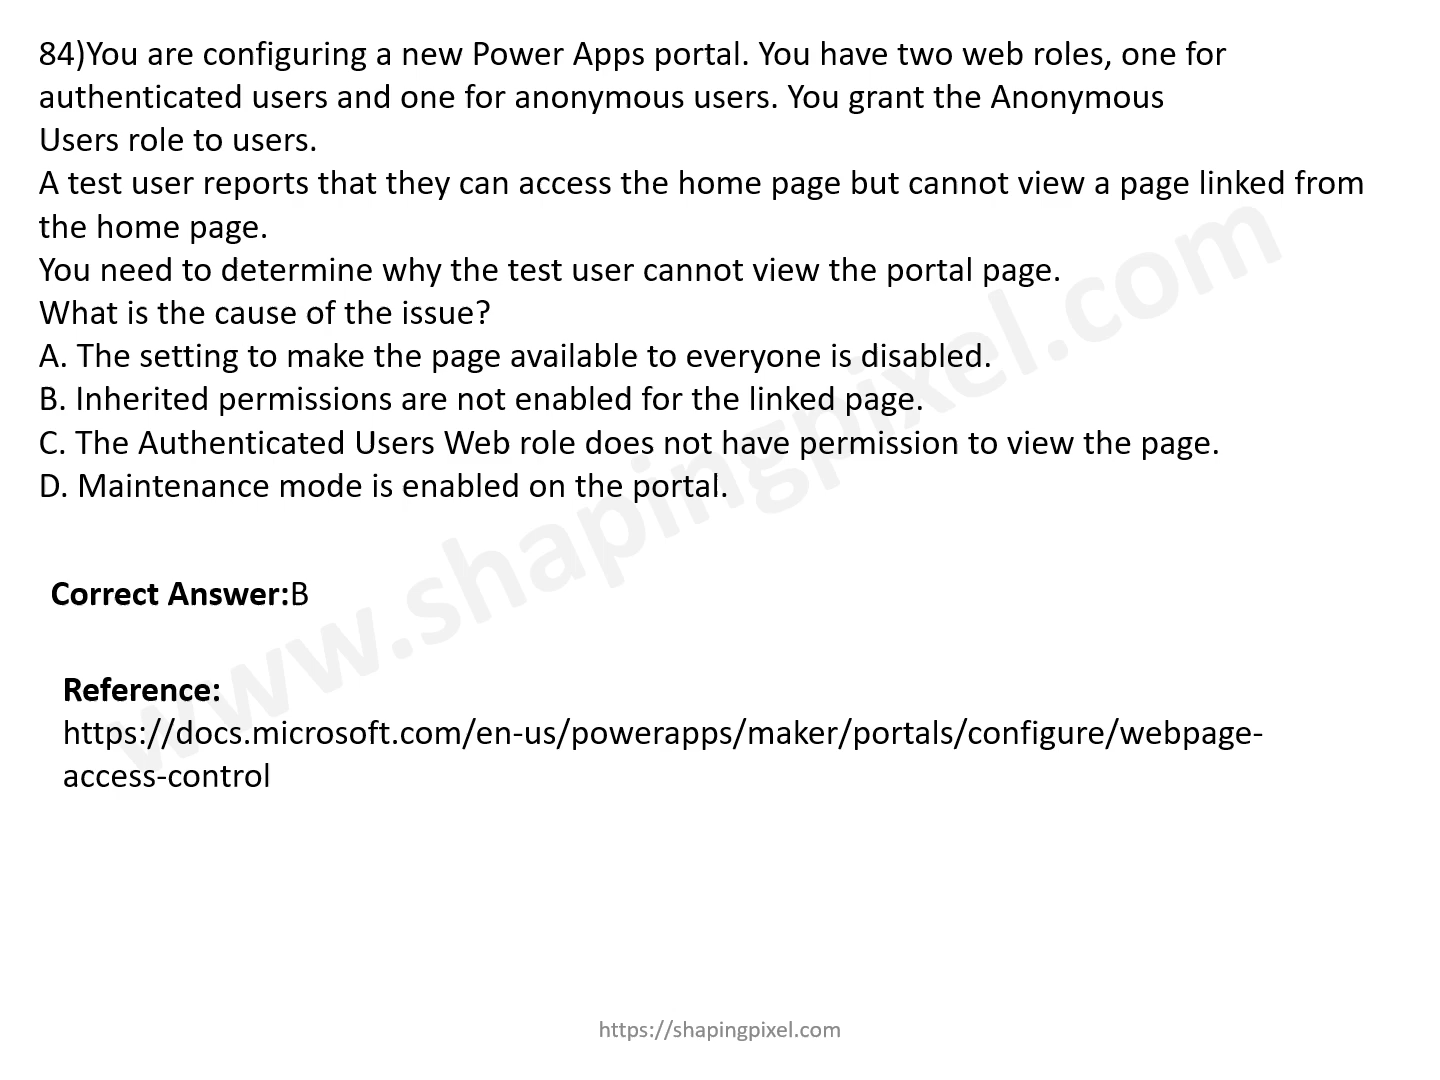 84)You are configuring a new Power Apps portal. You have two web roles, one for
authenticated users and one for anonymous users. You grant the Anonymous
Users role to users.
A test user reports that they can access the home page but cannot view a page linked from
the home page.
You need to determine why the test user cannot view the portal page.
What is the cause of the issue?
A. The setting to make the page available to everyone is disabled.
B. Inherited permissions are not enabled for the linked page.
C. The Authenticated Users Web role does not have permission to view the page.
D. Maintenance mode is enabled on the portal.
www.shapingpixel.com
Correct Answer:B
Reference:
https://docs.microsoft.com/en-us/powerapps/maker/portals/configure/webpage-
access-control
https://shapingpixel.com